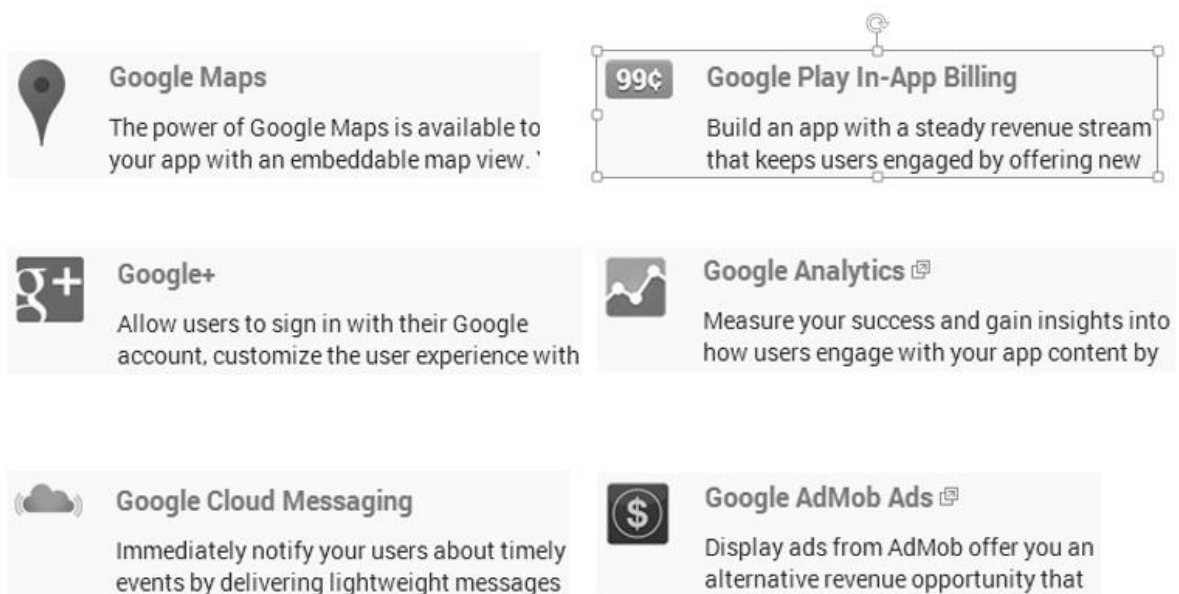 Google Maps
The power of Google Maps is available to
your app with an embeddable map view.
99¢
Google Play In-App Billing
Build an app with a steady revenue stream
that keeps users engaged by offering new
g+
Google+
Allow users to sign in with their Google
account, customize the user experience with
Google Analytics
Measure your success and gain insights into
how users engage with your app content by
Google Cloud Messaging
Immediately notify your users about timely
events by delivering lightweight messages
$
Google AdMob Ads
Display ads from AdMob offer you an
alternative revenue opportunity that